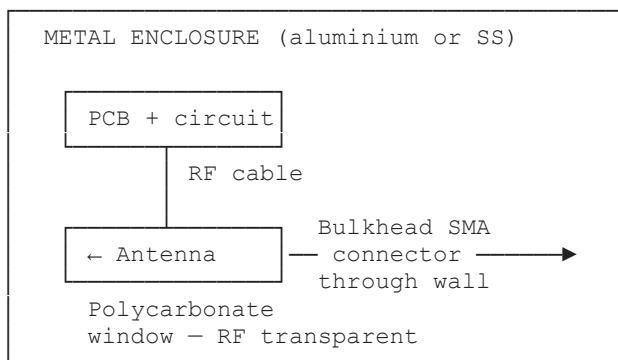 METAL ENCLOSURE (aluminium or SS)
PCB + circuit
RF cable
← Antenna
Bulkhead SMA
connector
through wall
Polycarbonate
window — RF transparent